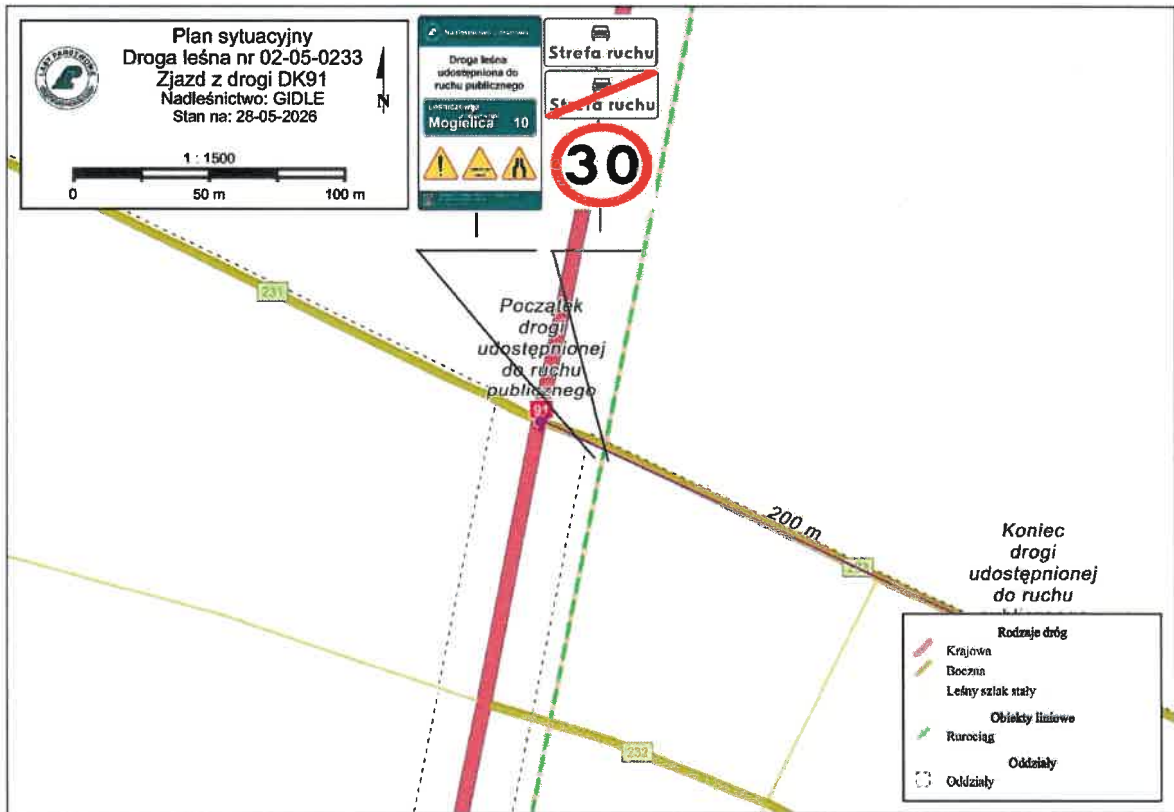 Plan sytuacyjny
Droga leśna nr 02-05-0233
Zjazd z drogi DK91
Nadleśnictwo: GIDLE
Stan na: 28-05-2026
N
1 : 1500
0 50 m 100 m
LASY PAŃSTWOWE
Droga leśna
udostępniona do
ruchu publicznego
Mogielica 10
Strefa ruchu
Strefa ruchu
30
231
Początek
drogi
udostępnionej
do ruchu
publicznego
91
200 m
Koniec
drogi
udostępnionej
do ruchu
232
Rodzaje dróg
Krajowa
Boczna
Leśny szlak stały
Obiekty liniowe
Rurociąg
Oddziały
Oddziały